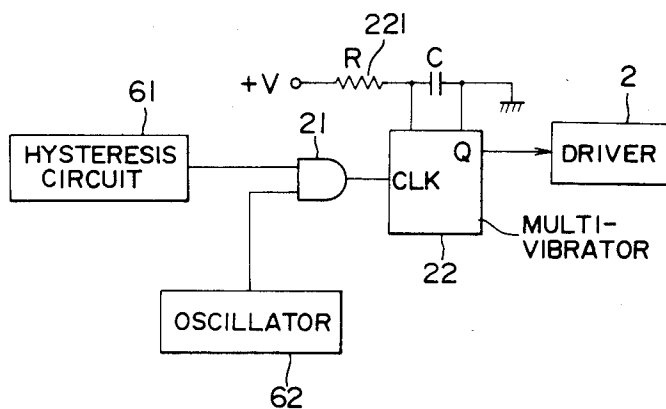 221
R
C
+V
61
HYSTERESIS
CIRCUIT
21
CLK
Q
2
DRIVER
MULTI-
VIBRATOR
22
OSCILLATOR
62